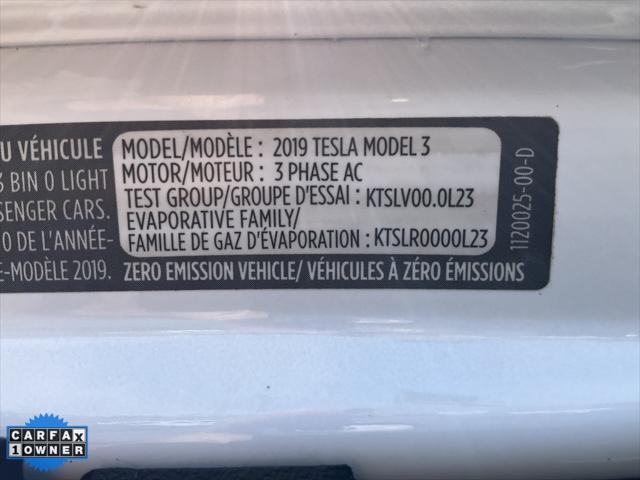 U VÉHICULE
MODEL/MODÈLE : 2019 TESLA MODEL 3
3 BIN 0 LIGHT
MOTOR/MOTEUR : 3 PHASE AC
SENGER CARS.
TEST GROUP/GROUPE D'ESSAI : KTSLV00.0L23
EVAPORATIVE FAMILY/
0 DE L'ANNÉE-
FAMILLE DE GAZ D'ÉVAPORATION : KTSLR0000L23
E-MODÈLE 2019.
ZERO EMISSION VEHICLE/ VÉHICULES À ZÉRO ÉMISSIONS
1120025-00-D
CARFAX
1 OWNER